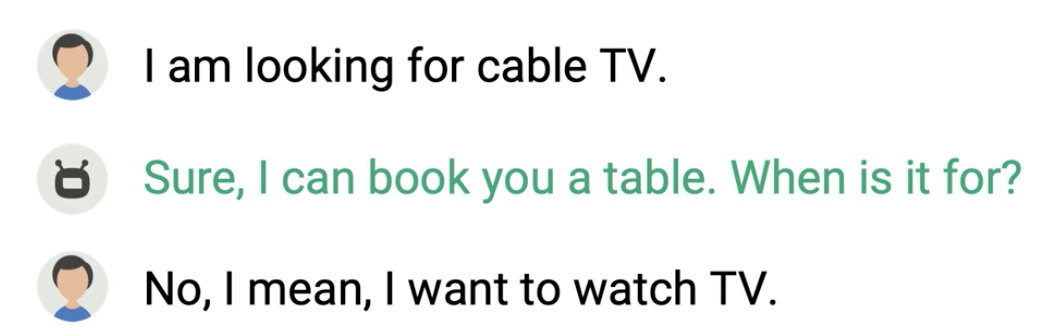 I am looking for cable TV.
Sure, I can book you a table. When is it for?
No, I mean, I want to watch TV.